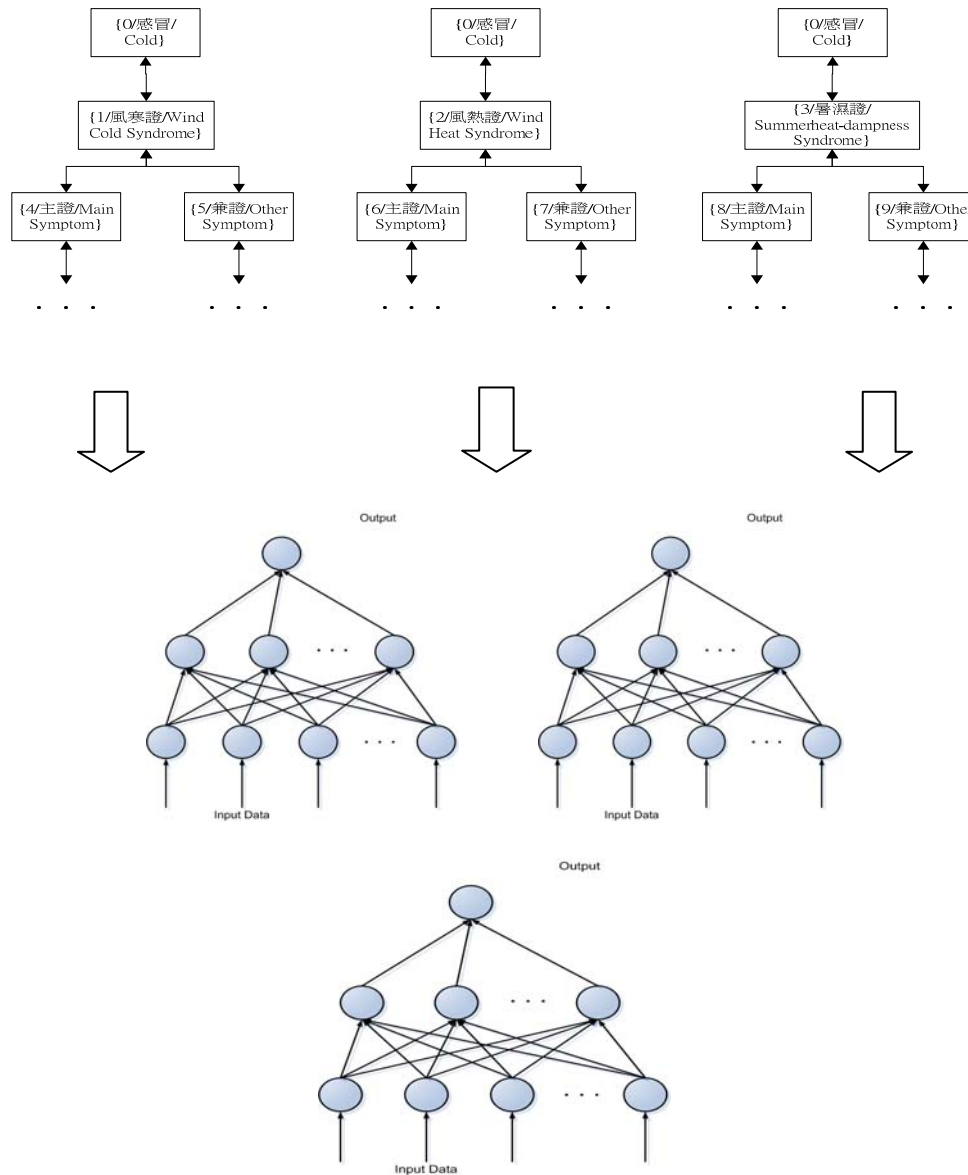 {0/感冒/
Cold}
{0/感冒/
Cold}
{0/感冒/
Cold}
{1/風寒證/Wind
Cold Syndrome}
{2/風熱證/Wind
Heat Syndrome}
{3/暑濕證/
Summerheat-dampness
Syndrome}
{4/主證/Main
Symptom}
{5/兼證/Other
Symptom}
{6/主證/Main
Symptom}
{7/兼證/Other
Symptom}
{8/主證/Main
Symptom}
{9/兼證/Other
Symptom}
. . .
. . .
. . .
. . .
. . .
. . .
Output
Output
. . .
. . .
. . .
. . .
Input Data
Input Data
Output
. . .
. . .
Input Data